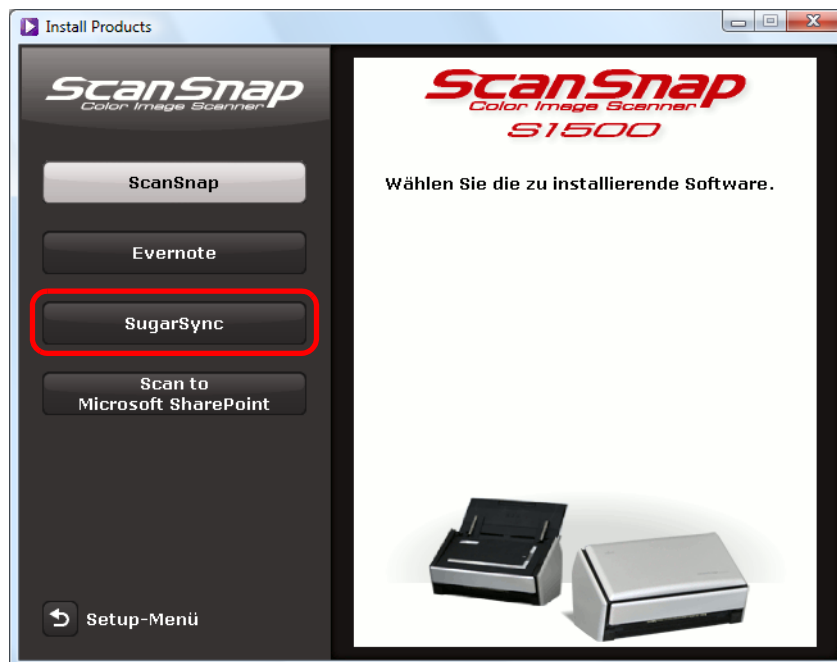 Install Products
ScanSnap
Color Image Scanner
ScanSnap
Evernote
SugarSync
Scan to
Microsoft SharePoint
Setup-Menü
ScanSnap
Color Image Scanner
S1500
Wählen Sie die zu installierende Software.